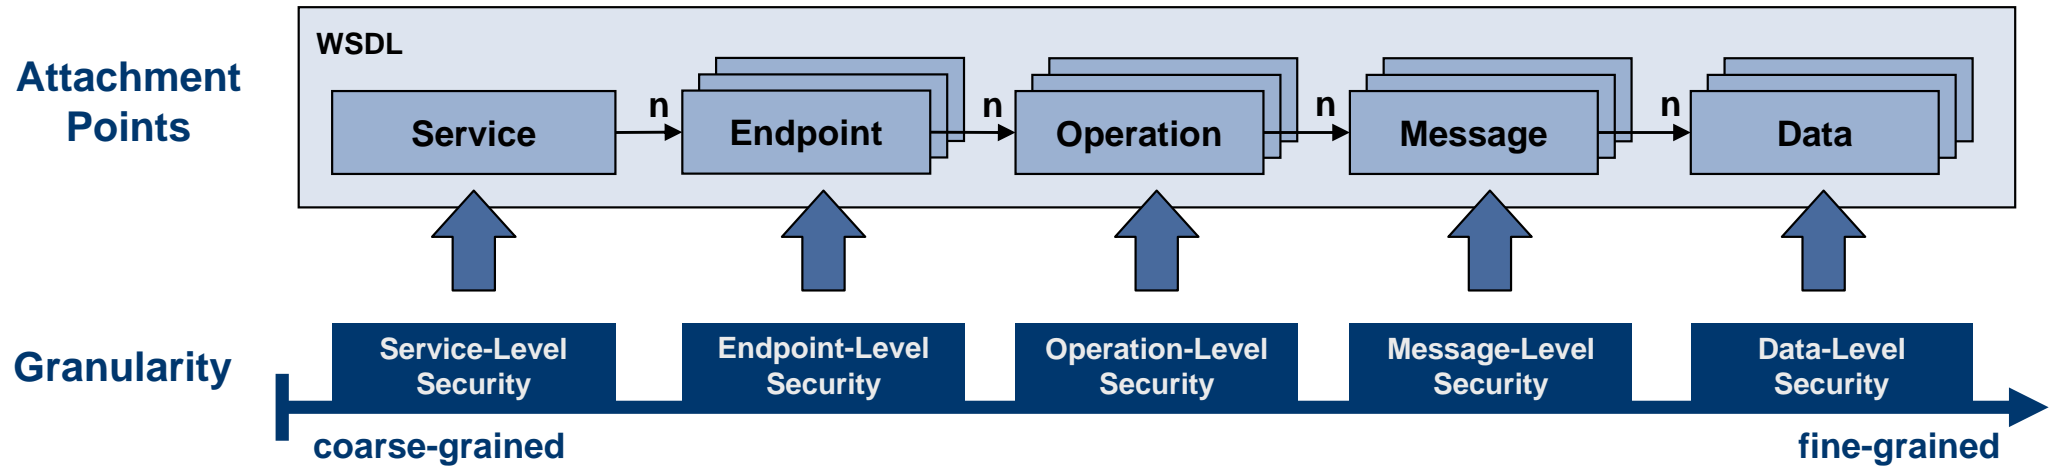 Attachment
Points
WSDL
Service
n
Endpoint
n
Operation
n
Message
n
Data
Granularity
Service-Level
Security
Endpoint-Level
Security
Operation-Level
Security
Message-Level
Security
Data-Level
Security
coarse-grained
fine-grained